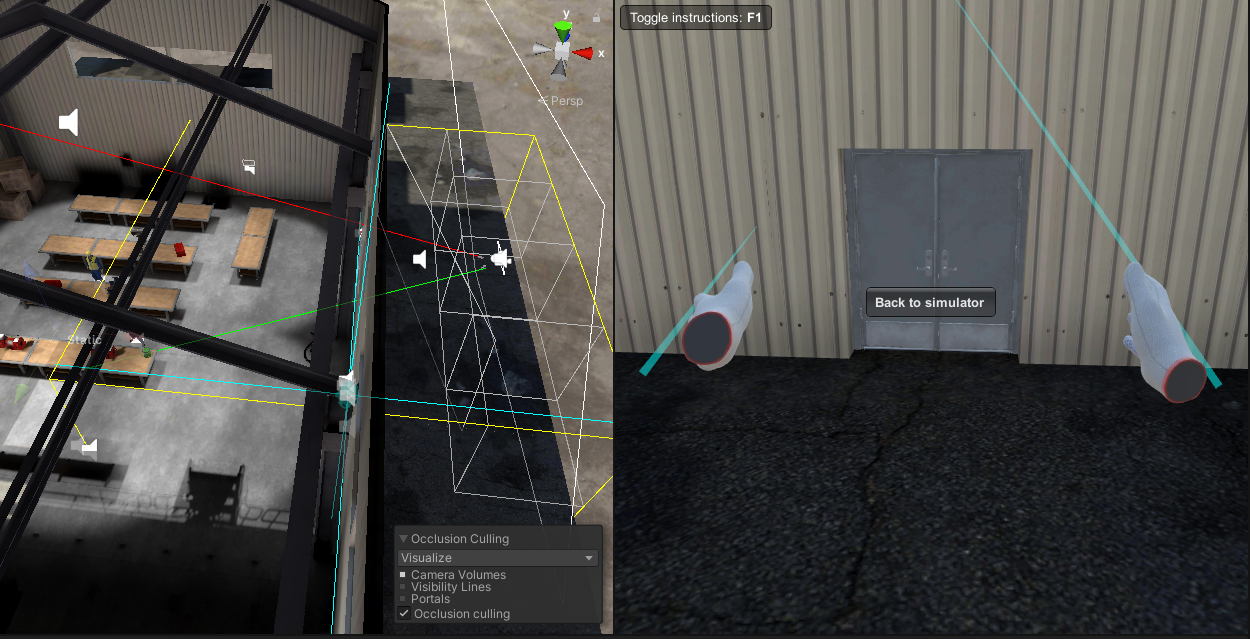 y
x
Persp
Static
Occlusion Culling
Visualize
Camera Volumes
Visibility Lines
Portals
Occlusion culling
Toggle instructions: F1
Back to simulator